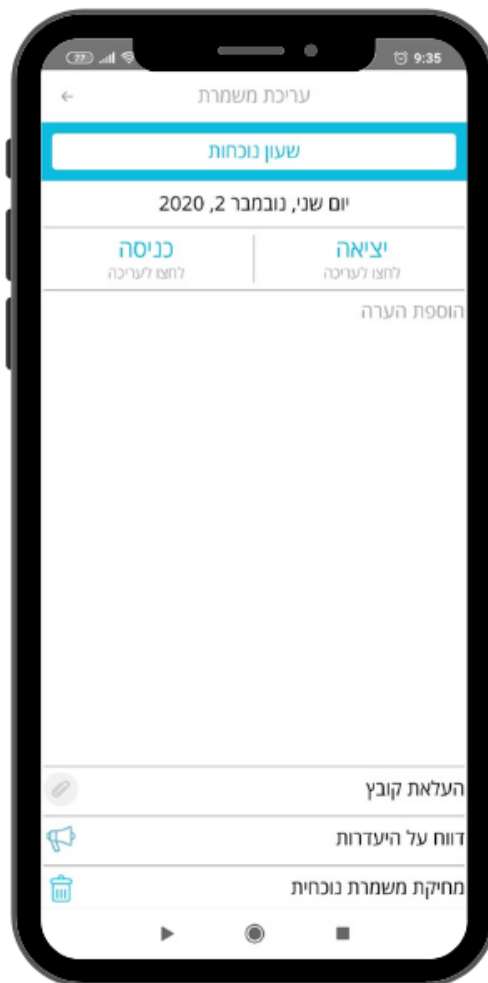 77 9:35
עריכת משמרת
שעון נוכחות
יום שני, נובמבר 2, 2020
יציאה כניסה
לחצו לעריכה לחצו לעריכה
הוספת הערה
העלאת קובץ
דווח על היעדרות
מחיקת משמרת נוכחית